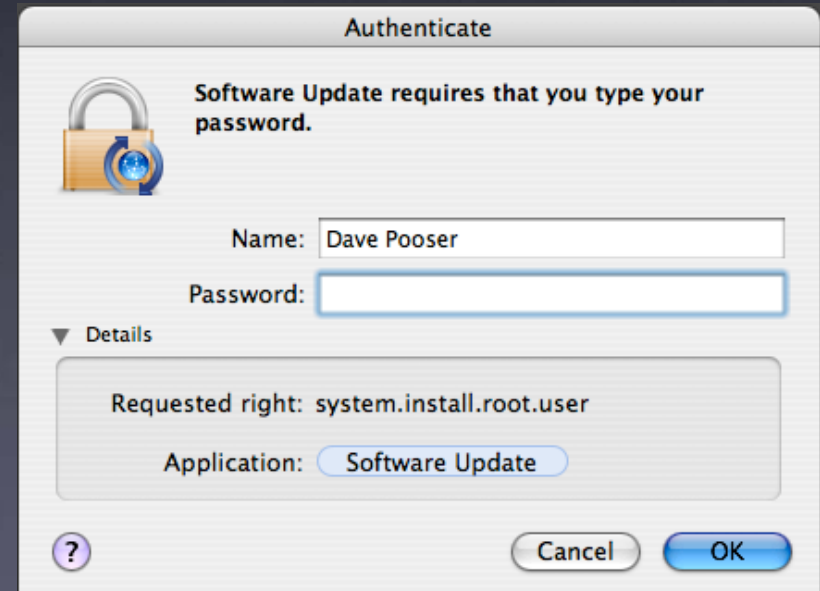 Authenticate
Software Update requires that you type your
password.
Name: Dave Pooser
Password:
Details
Requested right: system.install.root.user
Application: Software Update
? Cancel OK